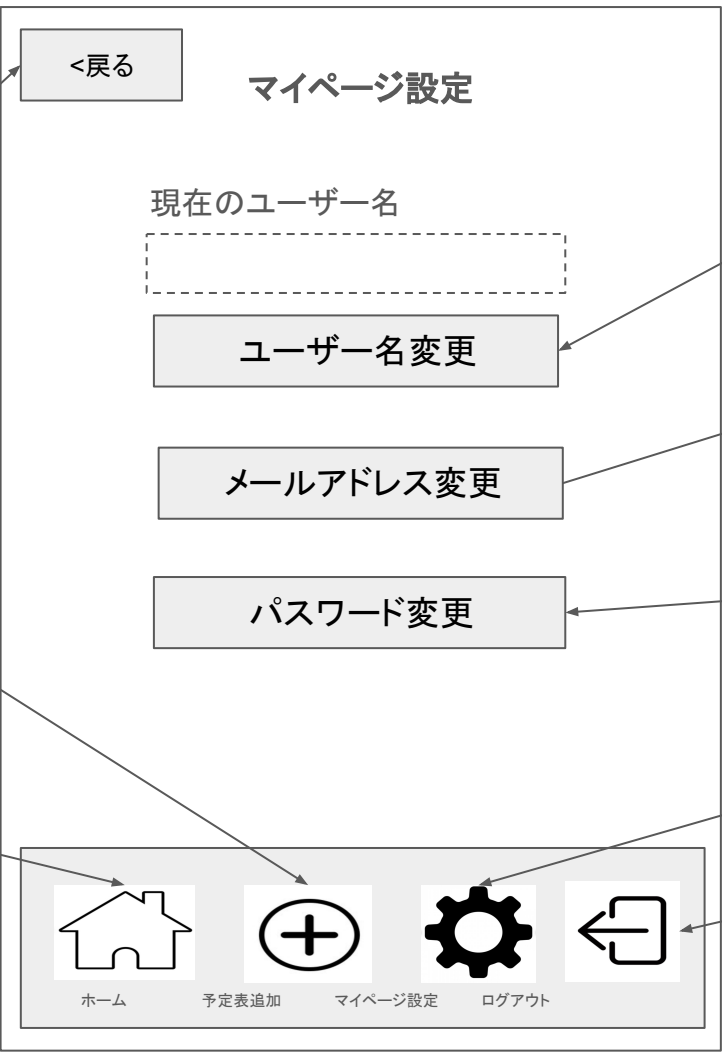 <戻る
マイページ設定
現在のユーザー名
ユーザー名変更
メールアドレス変更
パスワード変更
ホーム
予定表追加
マイページ設定
ログアウト